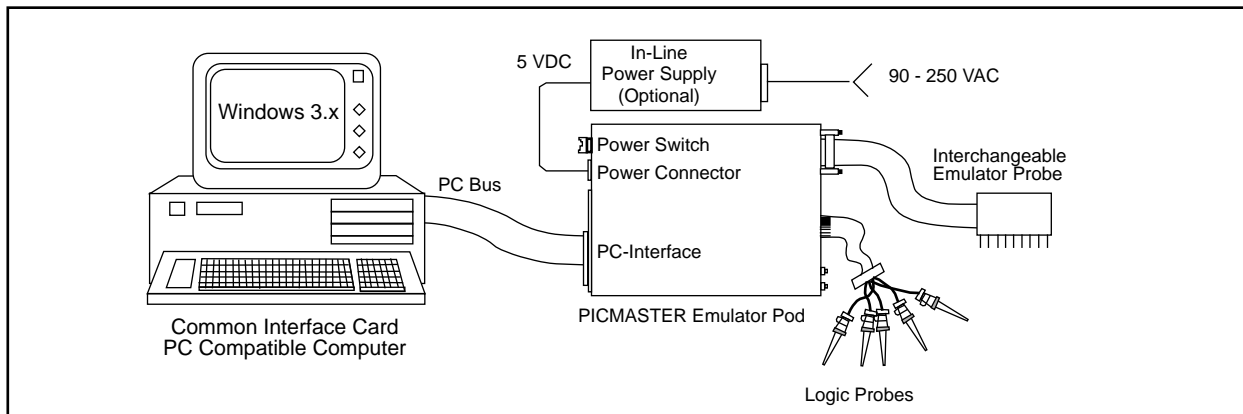 In-Line
Power Supply
(Optional)
5 VDC
90 - 250 VAC
Windows 3.x
Power Switch
Power Connector
Interchangeable
Emulator Probe
PC Bus
PC-Interface
PICMASTER Emulator Pod
Common Interface Card
PC Compatible Computer
Logic Probes